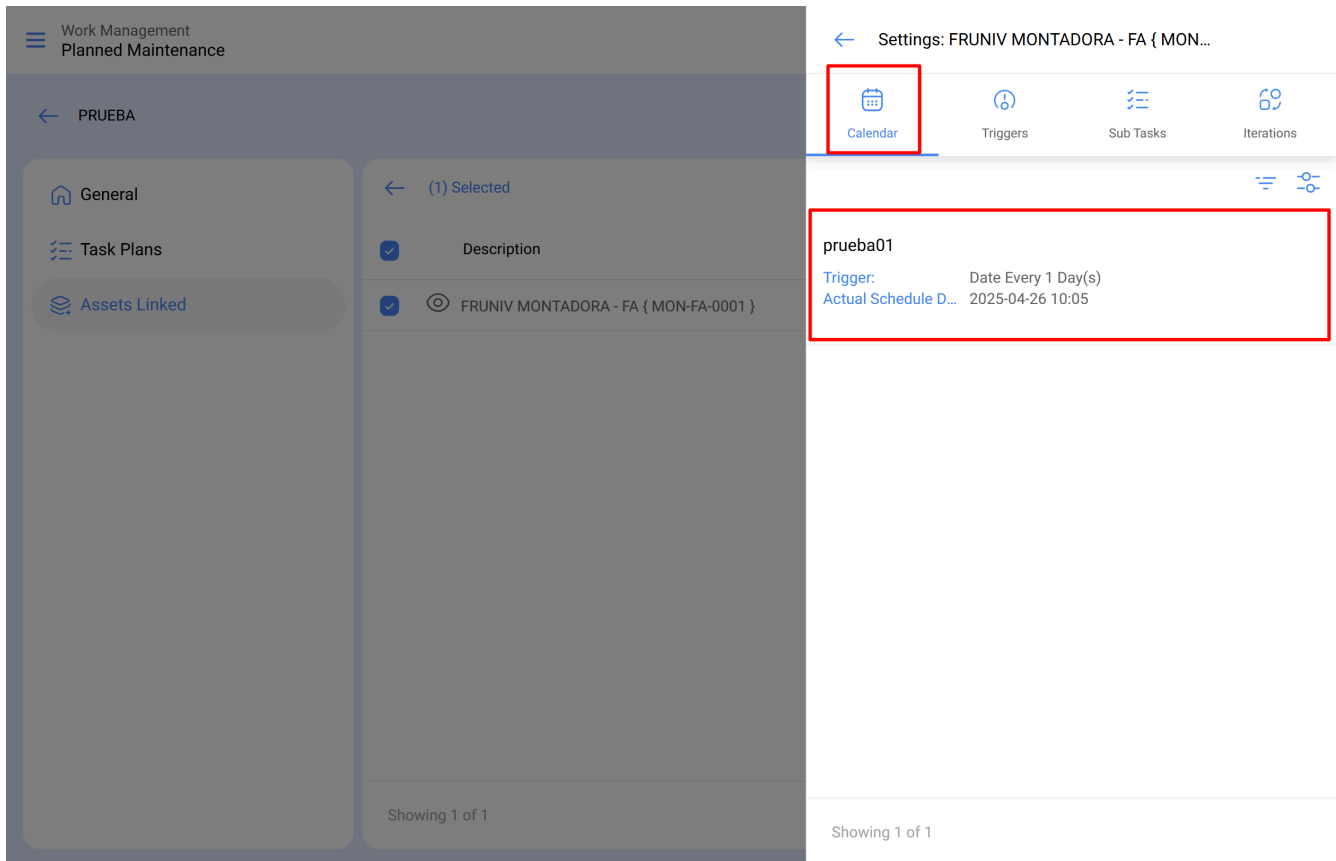 Work Management
Planned Maintenance
PRUEBA
General
Task Plans
Assets Linked
(1) Selected
Description
FRUNIV MONTADORA - FA { MON-FA-0001 }
Showing 1 of 1
Settings: FRUNIV MONTADORA - FA { MON...
Calendar
Triggers
Sub Tasks
Iterations
prueba01
Trigger: Date Every 1 Day(s)
Actual Schedule D... 2025-04-26 10:05
Showing 1 of 1